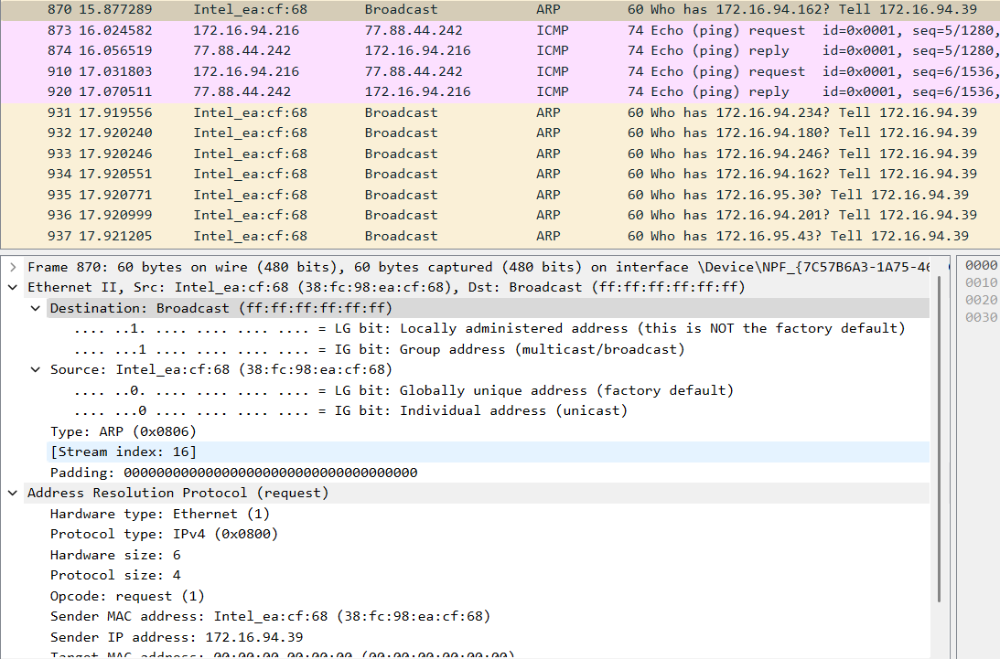 870 15.877289 Intel_ea:cf:68 Broadcast ARP 60 Who has 172.16.94.162? Tell 172.16.94.39
873 16.024582 172.16.94.216 77.88.44.242 ICMP 74 Echo (ping) request id=0x0001, seq=5/1280,
874 16.056519 77.88.44.242 172.16.94.216 ICMP 74 Echo (ping) reply id=0x0001, seq=5/1280,
910 17.031803 172.16.94.216 77.88.44.242 ICMP 74 Echo (ping) request id=0x0001, seq=6/1536,
920 17.070511 77.88.44.242 172.16.94.216 ICMP 74 Echo (ping) reply id=0x0001, seq=6/1536,
931 17.919556 Intel_ea:cf:68 Broadcast ARP 60 Who has 172.16.94.234? Tell 172.16.94.39
932 17.920240 Intel_ea:cf:68 Broadcast ARP 60 Who has 172.16.94.180? Tell 172.16.94.39
933 17.920246 Intel_ea:cf:68 Broadcast ARP 60 Who has 172.16.94.246? Tell 172.16.94.39
934 17.920551 Intel_ea:cf:68 Broadcast ARP 60 Who has 172.16.94.162? Tell 172.16.94.39
935 17.920771 Intel_ea:cf:68 Broadcast ARP 60 Who has 172.16.95.30? Tell 172.16.94.39
936 17.920999 Intel_ea:cf:68 Broadcast ARP 60 Who has 172.16.94.201? Tell 172.16.94.39
937 17.921205 Intel_ea:cf:68 Broadcast ARP 60 Who has 172.16.95.43? Tell 172.16.94.39
Frame 870: 60 bytes on wire (480 bits), 60 bytes captured (480 bits) on interface \Device\NPF_{7C57B6A3-1A75-46
Ethernet II, Src: Intel_ea:cf:68 (38:fc:98:ea:cf:68), Dst: Broadcast (ff:ff:ff:ff:ff:ff)
Destination: Broadcast (ff:ff:ff:ff:ff:ff)
.... ..1. .... .... .... .... = LG bit: Locally administered address (this is NOT the factory default)
.... ...1 .... .... .... .... = IG bit: Group address (multicast/broadcast)
Source: Intel_ea:cf:68 (38:fc:98:ea:cf:68)
.... ..0. .... .... .... .... = LG bit: Globally unique address (factory default)
.... ...0 .... .... .... .... = IG bit: Individual address (unicast)
Type: ARP (0x0806)
[Stream index: 16]
Padding: 000000000000000000000000000000000000
Address Resolution Protocol (request)
Hardware type: Ethernet (1)
Protocol type: IPv4 (0x0800)
Hardware size: 6
Protocol size: 4
Opcode: request (1)
Sender MAC address: Intel_ea:cf:68 (38:fc:98:ea:cf:68)
Sender IP address: 172.16.94.39
Target MAC address: 00:00:00_00:00:00 (00:00:00:00:00:00)
0000
0010
0020
0030